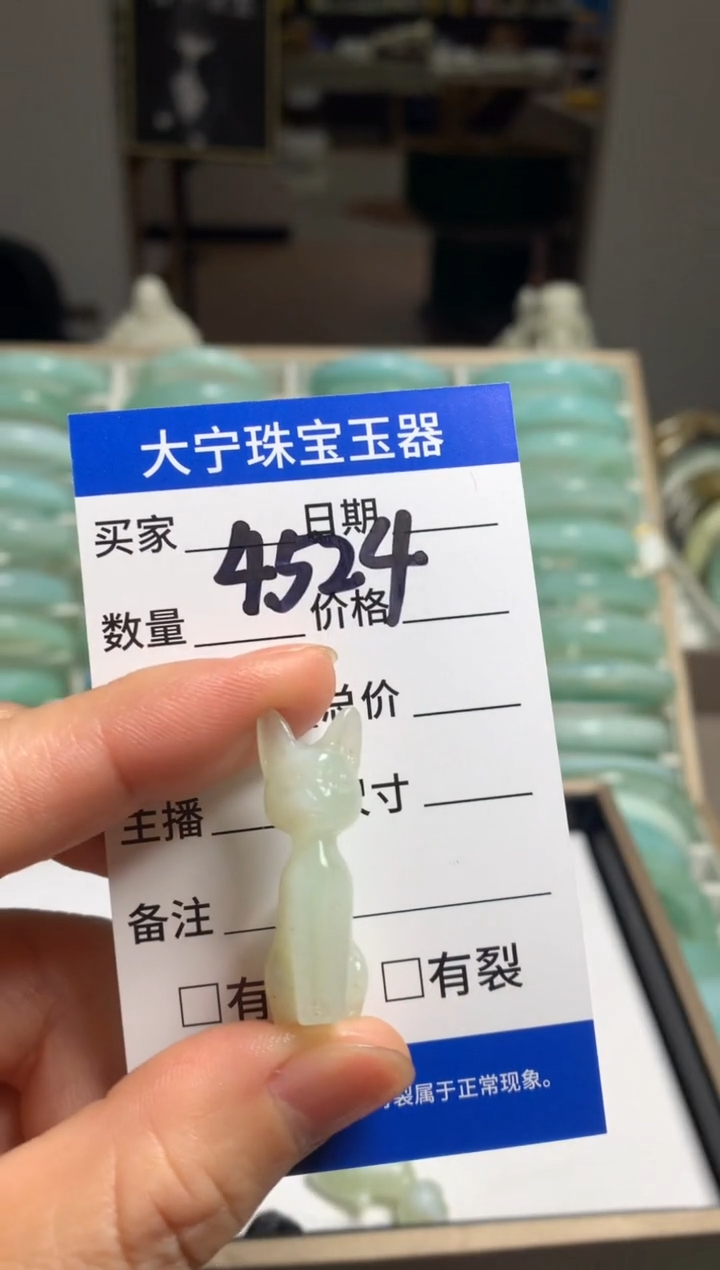 大宁珠宝玉器
买家 日期
4524
数量 价格
总价
主播 尺寸
备注
□有 □有裂
裂属于正常现象。